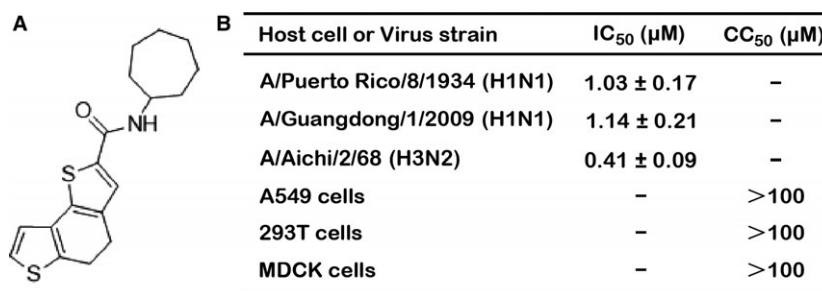 A
O
NH
S
S
B
Host cell or Virus strain IC50 (μM) CC50 (μM)
A/Puerto Rico/8/1934 (H1N1) 1.03 ± 0.17 –
A/Guangdong/1/2009 (H1N1) 1.14 ± 0.21 –
A/Aichi/2/68 (H3N2) 0.41 ± 0.09 –
A549 cells – >100
293T cells – >100
MDCK cells – >100